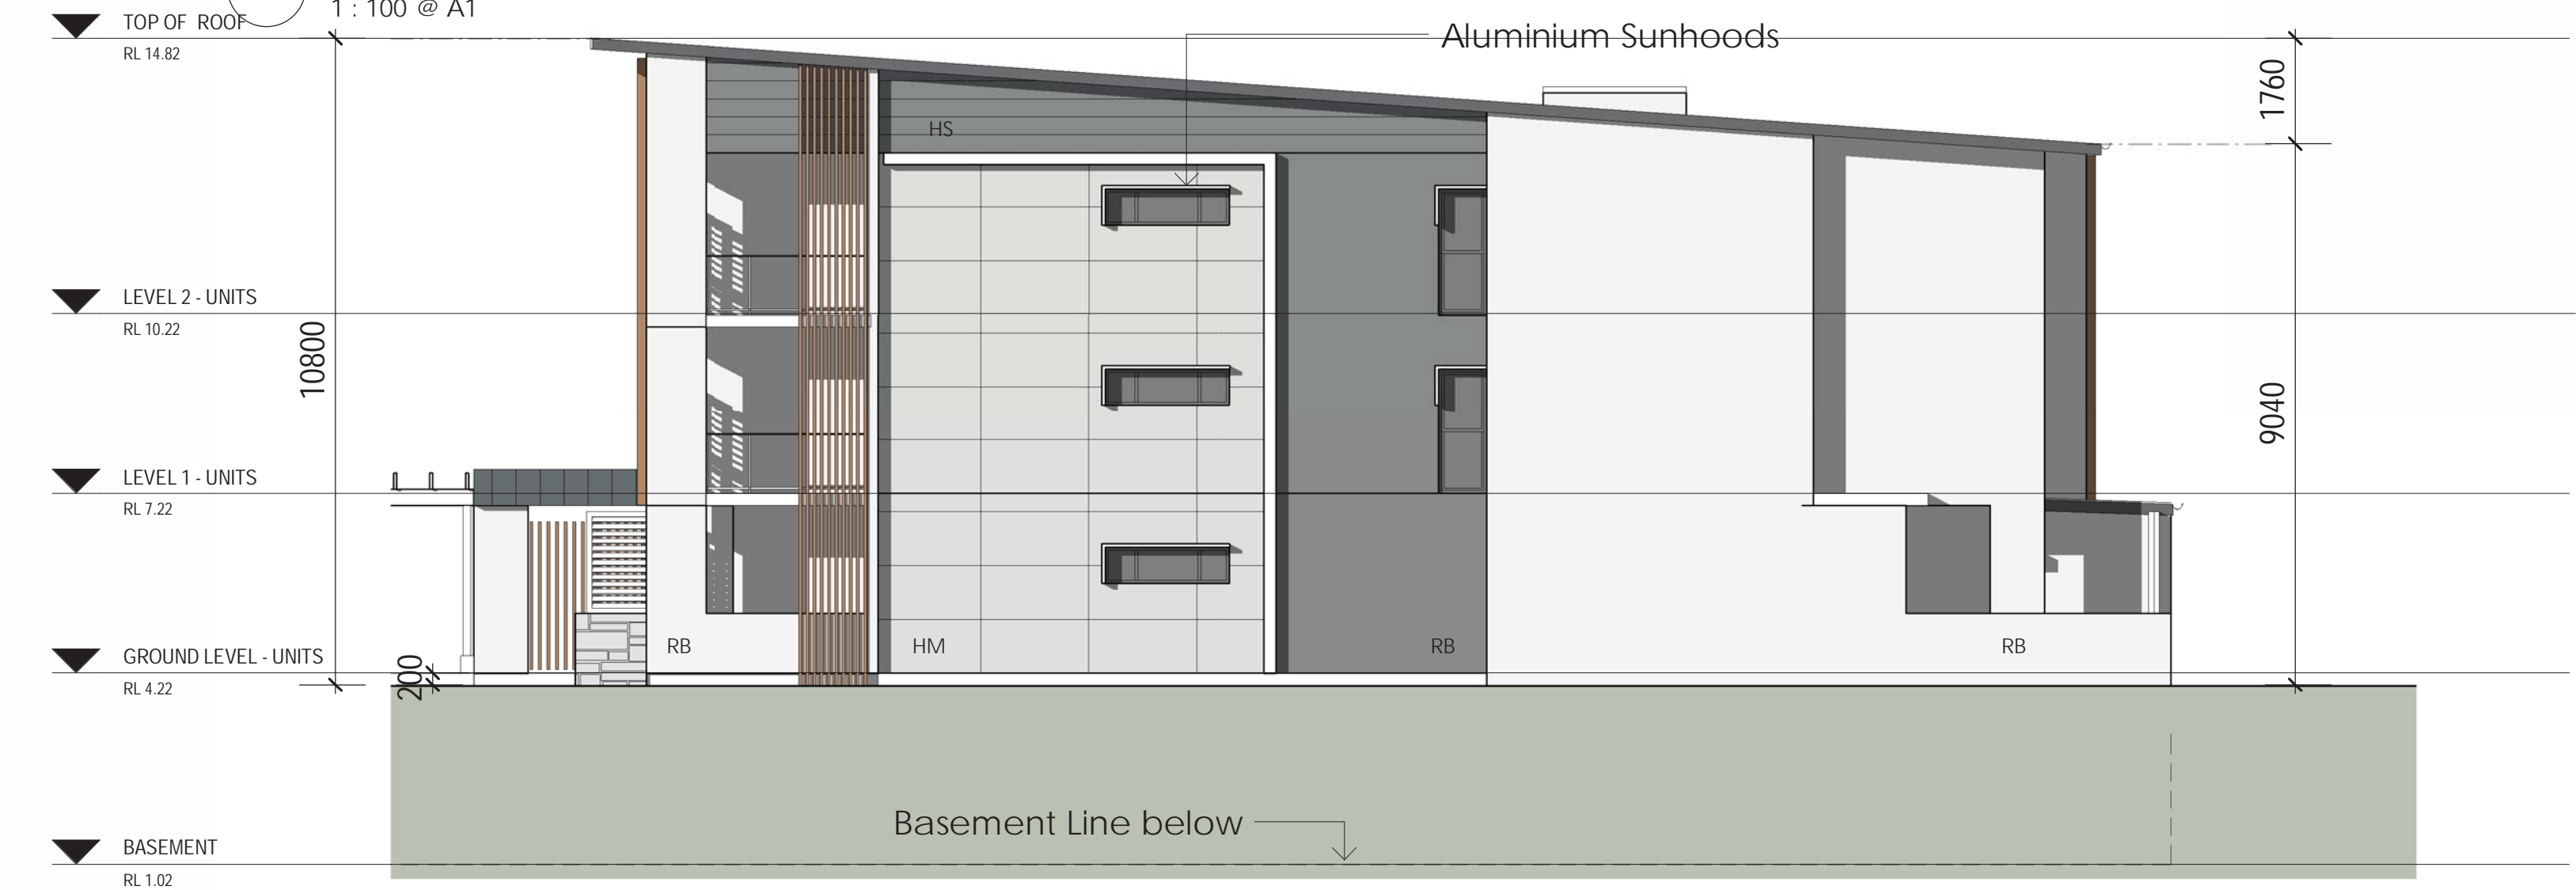 1 : 100 @ A1
TOP OF ROOF
RL 14.82
Aluminium Sunhoods
1760
HS
LEVEL 2 - UNITS
RL 10.22
10800
9040
LEVEL 1 - UNITS
RL 7.22
RB
HM
RB
RB
GROUND LEVEL - UNITS
RL 4.22
200
Basement Line below
BASEMENT
RL 1.02